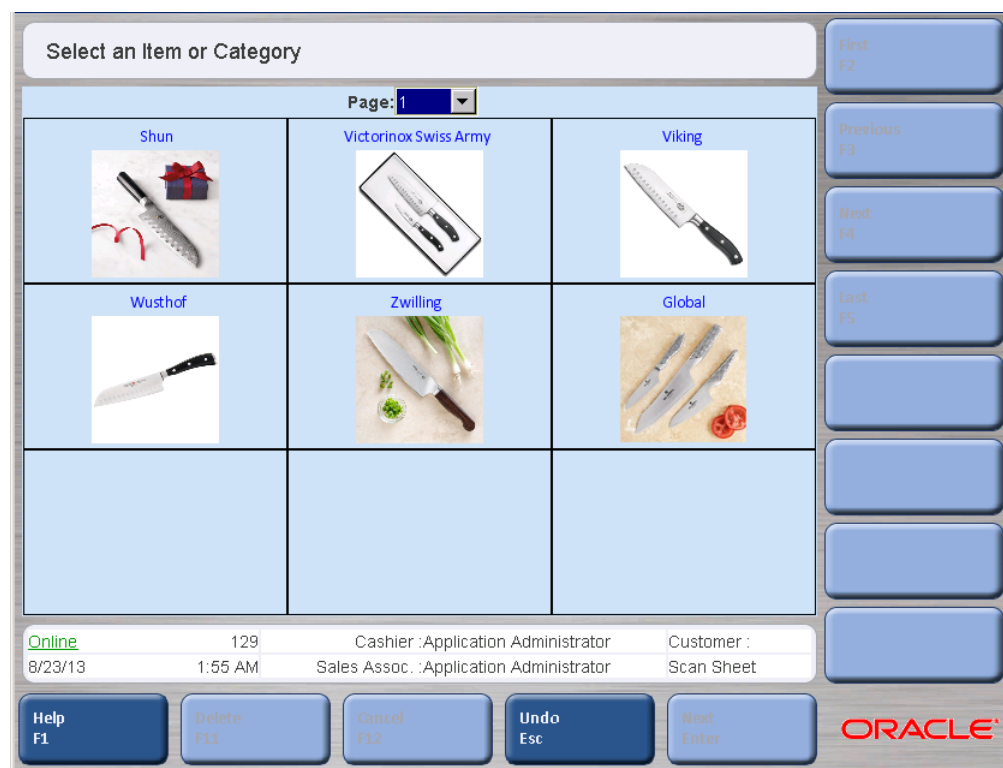 Select an Item or Category
First
F2
Page: 1
Previous
F3
Shun
Victorinox Swiss Army
Viking
Next
F4
Last
F5
Wusthof
Zwilling
Global
Online 129 Cashier :Application Administrator Customer :
8/23/13 1:55 AM Sales Assoc. :Application Administrator Scan Sheet
Help
F1
Delete
F11
Cancel
F12
Undo
Esc
Next
Enter
ORACLE